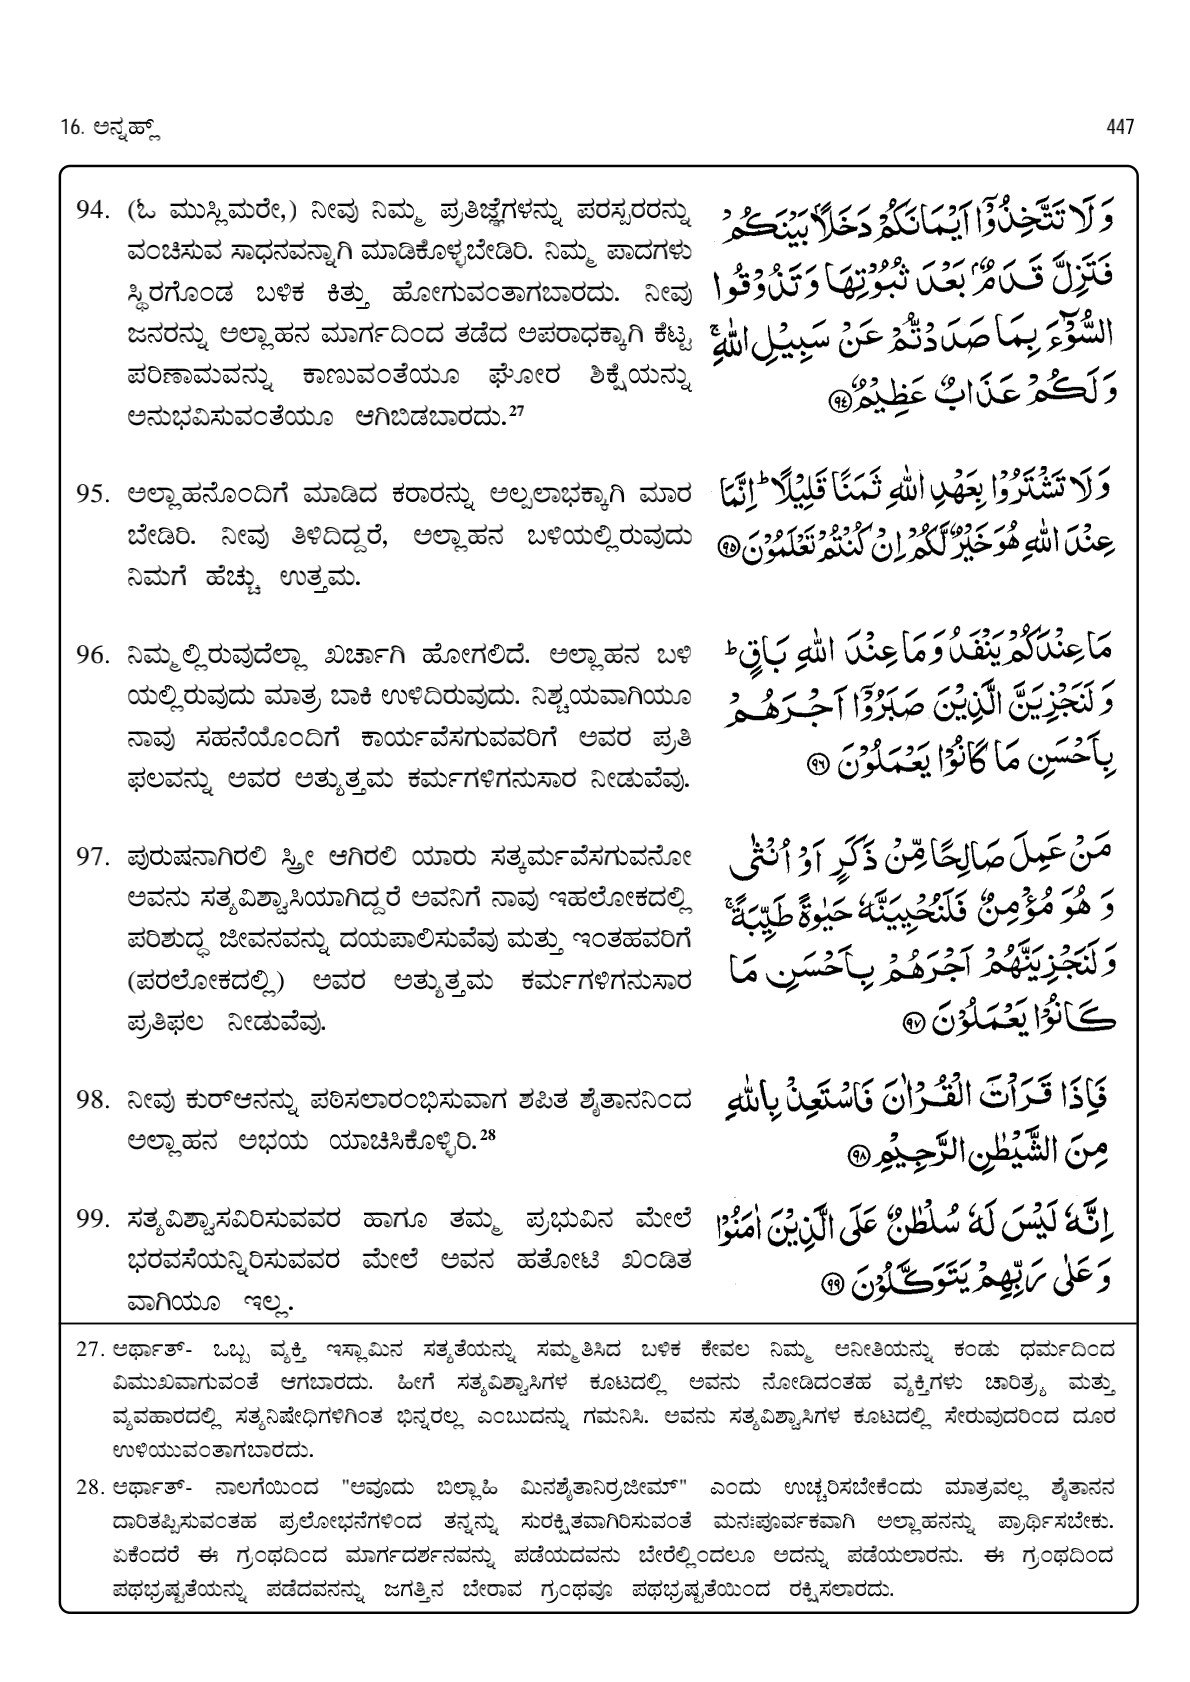 16. ಅನ್ನಹ್ಲ್
447
94. (ಓ ಮುಸ್ಲಿಮರೇ,) ನೀವು ನಿಮ್ಮ ಪ್ರತಿಜ್ಞೆಗಳನ್ನು ಪರಸ್ಪರರನ್ನು
ವಂಚಿಸುವ ಸಾಧನವನ್ನಾಗಿ ಮಾಡಿಕೊಳ್ಳಬೇಡಿರಿ. ನಿಮ್ಮ ಪಾದಗಳು
ಸ್ಥಿರಗೊಂಡ ಬಳಿಕ ಕಿತ್ತು ಹೋಗುವಂತಾಗಬಾರದು. ನೀವು
ಜನರನ್ನು ಅಲ್ಲಾಹನ ಮಾರ್ಗದಿಂದ ತಡೆದ ಅಪರಾಧಕ್ಕಾಗಿ ಕೆಟ್ಟ
ಪರಿಣಾಮವನ್ನು ಕಾಣುವಂತೆಯೂ ಘೋರ ಶಿಕ್ಷೆಯನ್ನು
ಅನುಭವಿಸುವಂತೆಯೂ ಆಗಿಬಿಡಬಾರದು.27
وَلَا تَتَّخِذُوْٓا اَيْمَانَكُمْ دَخَلًۢا بَيْنَكُمْ
فَتَزِلَّ قَدَمٌۢ بَعْدَ ثُبُوْتِهَا وَتَذُوْقُوا
السُّوْٓءَ بِمَا صَدَدْتُّمْ عَنْ سَبِيْلِ اللّٰهِ ۚ
وَلَكُمْ عَذَابٌ عَظِيْمٌ ۝٩٤
95. ಅಲ್ಲಾಹನೊಂದಿಗೆ ಮಾಡಿದ ಕರಾರನ್ನು ಅಲ್ಪಲಾಭಕ್ಕಾಗಿ ಮಾರ
ಬೇಡಿರಿ. ನೀವು ತಿಳಿದಿದ್ದರೆ, ಅಲ್ಲಾಹನ ಬಳಿಯಲ್ಲಿರುವುದು
ನಿಮಗೆ ಹೆಚ್ಚು ಉತ್ತಮ.
وَلَا تَشْتَرُوْا بِعَهْدِ اللّٰهِ ثَمَنًا قَلِيْلًا ؕ اِنَّمَا
عِنْدَ اللّٰهِ هُوَ خَيْرٌ لَّكُمْ اِنْ كُنْتُمْ تَعْلَمُوْنَ ۝٩٥
96. ನಿಮ್ಮಲ್ಲಿರುವುದೆಲ್ಲಾ ಖರ್ಚಾಗಿ ಹೋಗಲಿದೆ. ಅಲ್ಲಾಹನ ಬಳಿ
ಯಲ್ಲಿರುವುದು ಮಾತ್ರ ಬಾಕಿ ಉಳಿದಿರುವುದು. ನಿಶ್ಚಯವಾಗಿಯೂ
ನಾವು ಸಹನೆಯೊಂದಿಗೆ ಕಾರ್ಯವೆಸಗುವವರಿಗೆ ಅವರ ಪ್ರತಿ
ಫಲವನ್ನು ಅವರ ಅತ್ಯುತ್ತಮ ಕರ್ಮಗಳಿಗನುಸಾರ ನೀಡುವೆವು.
مَا عِنْدَكُمْ يَنْفَدُ وَمَا عِنْدَ اللّٰهِ بَاقٍ ؕ
وَلَنَجْزِيَنَّ الَّذِيْنَ صَبَرُوْٓا اَجْرَهُمْ
بِاَحْسَنِ مَا كَانُوْا يَعْمَلُوْنَ ۝٩٦
97. ಪುರುಷನಾಗಿರಲಿ ಸ್ತ್ರೀ ಆಗಿರಲಿ ಯಾರು ಸತ್ಕರ್ಮವೆಸಗುವನೋ
ಅವನು ಸತ್ಯವಿಶ್ವಾಸಿಯಾಗಿದ್ದರೆ ಅವನಿಗೆ ನಾವು ಇಹಲೋಕದಲ್ಲಿ
ಪರಿಶುದ್ಧ ಜೀವನವನ್ನು ದಯಪಾಲಿಸುವೆವು ಮತ್ತು ಇಂತಹವರಿಗೆ
(ಪರಲೋಕದಲ್ಲಿ) ಅವರ ಅತ್ಯುತ್ತಮ ಕರ್ಮಗಳಿಗನುಸಾರ
ಪ್ರತಿಫಲ ನೀಡುವೆವು.
مَنْ عَمِلَ صَالِحًا مِّنْ ذَكَرٍ اَوْ اُنْثٰى
وَهُوَ مُؤْمِنٌ فَلَنُحْيِيَنَّهٗ حَيٰوةً طَيِّبَةً ۚ
وَلَنَجْزِيَنَّهُمْ اَجْرَهُمْ بِاَحْسَنِ مَا
كَانُوْا يَعْمَلُوْنَ ۝٩٧
98. ನೀವು ಕುರ್‌ಆನನ್ನು ಪಠಿಸಲಾರಂಭಿಸುವಾಗ ಶಪಿತ ಶೈತಾನನಿಂದ
ಅಲ್ಲಾಹನ ಅಭಯ ಯಾಚಿಸಿಕೊಳ್ಳಿರಿ.28
فَاِذَا قَرَاْتَ الْقُرْاٰنَ فَاسْتَعِذْ بِاللّٰهِ
مِنَ الشَّيْطٰنِ الرَّجِيْمِ ۝٩٨
99. ಸತ್ಯವಿಶ್ವಾಸವಿರಿಸುವವರ ಹಾಗೂ ತಮ್ಮ ಪ್ರಭುವಿನ ಮೇಲೆ
ಭರವಸೆಯನ್ನಿರಿಸುವವರ ಮೇಲೆ ಅವನ ಹತೋಟಿ ಖಂಡಿತ
ವಾಗಿಯೂ ಇಲ್ಲ.
اِنَّهٗ لَيْسَ لَهٗ سُلْطٰنٌ عَلَى الَّذِيْنَ اٰمَنُوْا
وَعَلٰى رَبِّهِمْ يَتَوَكَّلُوْنَ ۝٩٩
27. ಅರ್ಥಾತ್- ಒಬ್ಬ ವ್ಯಕ್ತಿ ಇಸ್ಲಾಮಿನ ಸತ್ಯತೆಯನ್ನು ಸಮ್ಮತಿಸಿದ ಬಳಿಕ ಕೇವಲ ನಿಮ್ಮ ಅನೀತಿಯನ್ನು ಕಂಡು ಧರ್ಮದಿಂದ
ವಿಮುಖವಾಗುವಂತೆ ಆಗಬಾರದು. ಹೀಗೆ ಸತ್ಯವಿಶ್ವಾಸಿಗಳ ಕೂಟದಲ್ಲಿ ಅವನು ನೋಡಿದಂತಹ ವ್ಯಕ್ತಿಗಳು ಚಾರಿತ್ರ್ಯ ಮತ್ತು
ವ್ಯವಹಾರದಲ್ಲಿ ಸತ್ಯನಿಷೇಧಿಗಳಿಗಿಂತ ಭಿನ್ನರಲ್ಲ ಎಂಬುದನ್ನು ಗಮನಿಸಿ. ಅವನು ಸತ್ಯವಿಶ್ವಾಸಿಗಳ ಕೂಟದಲ್ಲಿ ಸೇರುವುದರಿಂದ ದೂರ
ಉಳಿಯುವಂತಾಗಬಾರದು.
28. ಅರ್ಥಾತ್- ನಾಲಗೆಯಿಂದ "ಅವೂದು ಬಿಲ್ಲಾಹಿ ಮಿನಶೈತಾನಿರ್ರಜೀಮ್" ಎಂದು ಉಚ್ಚರಿಸಬೇಕೆಂದು ಮಾತ್ರವಲ್ಲ ಶೈತಾನನ
ದಾರಿತಪ್ಪಿಸುವಂತಹ ಪ್ರಲೋಭನೆಗಳಿಂದ ತನ್ನನ್ನು ಸುರಕ್ಷಿತವಾಗಿರಿಸುವಂತೆ ಮನಃಪೂರ್ವಕವಾಗಿ ಅಲ್ಲಾಹನನ್ನು ಪ್ರಾರ್ಥಿಸಬೇಕು.
ಏಕೆಂದರೆ ಈ ಗ್ರಂಥದಿಂದ ಮಾರ್ಗದರ್ಶನವನ್ನು ಪಡೆಯದವನು ಬೇರೆಲ್ಲಿಂದಲೂ ಅದನ್ನು ಪಡೆಯಲಾರನು. ಈ ಗ್ರಂಥದಿಂದ
ಪಥಭ್ರಷ್ಟತೆಯನ್ನು ಪಡೆದವನನ್ನು ಜಗತ್ತಿನ ಬೇರಾವ ಗ್ರಂಥವೂ ಪಥಭ್ರಷ್ಟತೆಯಿಂದ ರಕ್ಷಿಸಲಾರದು.